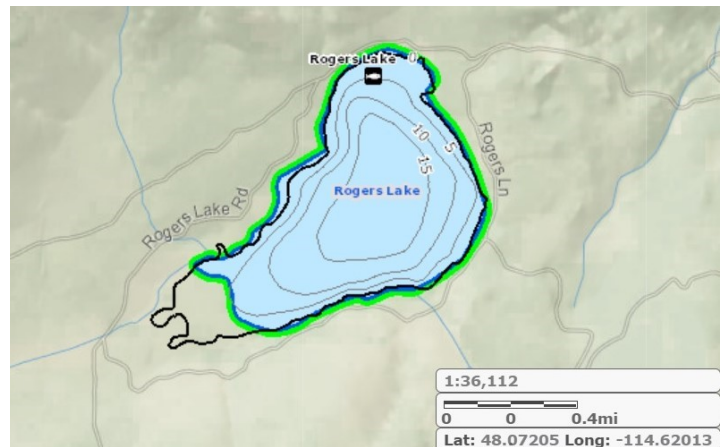 Rogers Lake 0
Rogers Ln
10
5
15
Rogers Lake
Rogers Lake Rd
1:36,112
0 0 0.4mi
Lat: 48.07205 Long: -114.62013